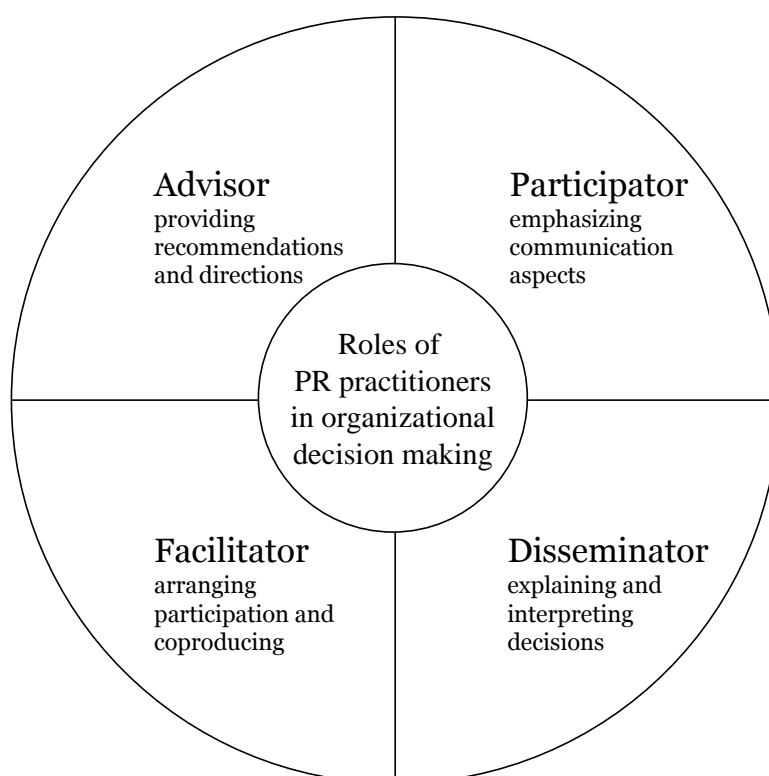 Advisor
providing
recommendations
and directions
Participator
emphasizing
communication
aspects
Roles of
PR practitioners
in organizational
decision making
Facilitator
arranging
participation and
coproducing
Disseminator
explaining and
interpreting
decisions